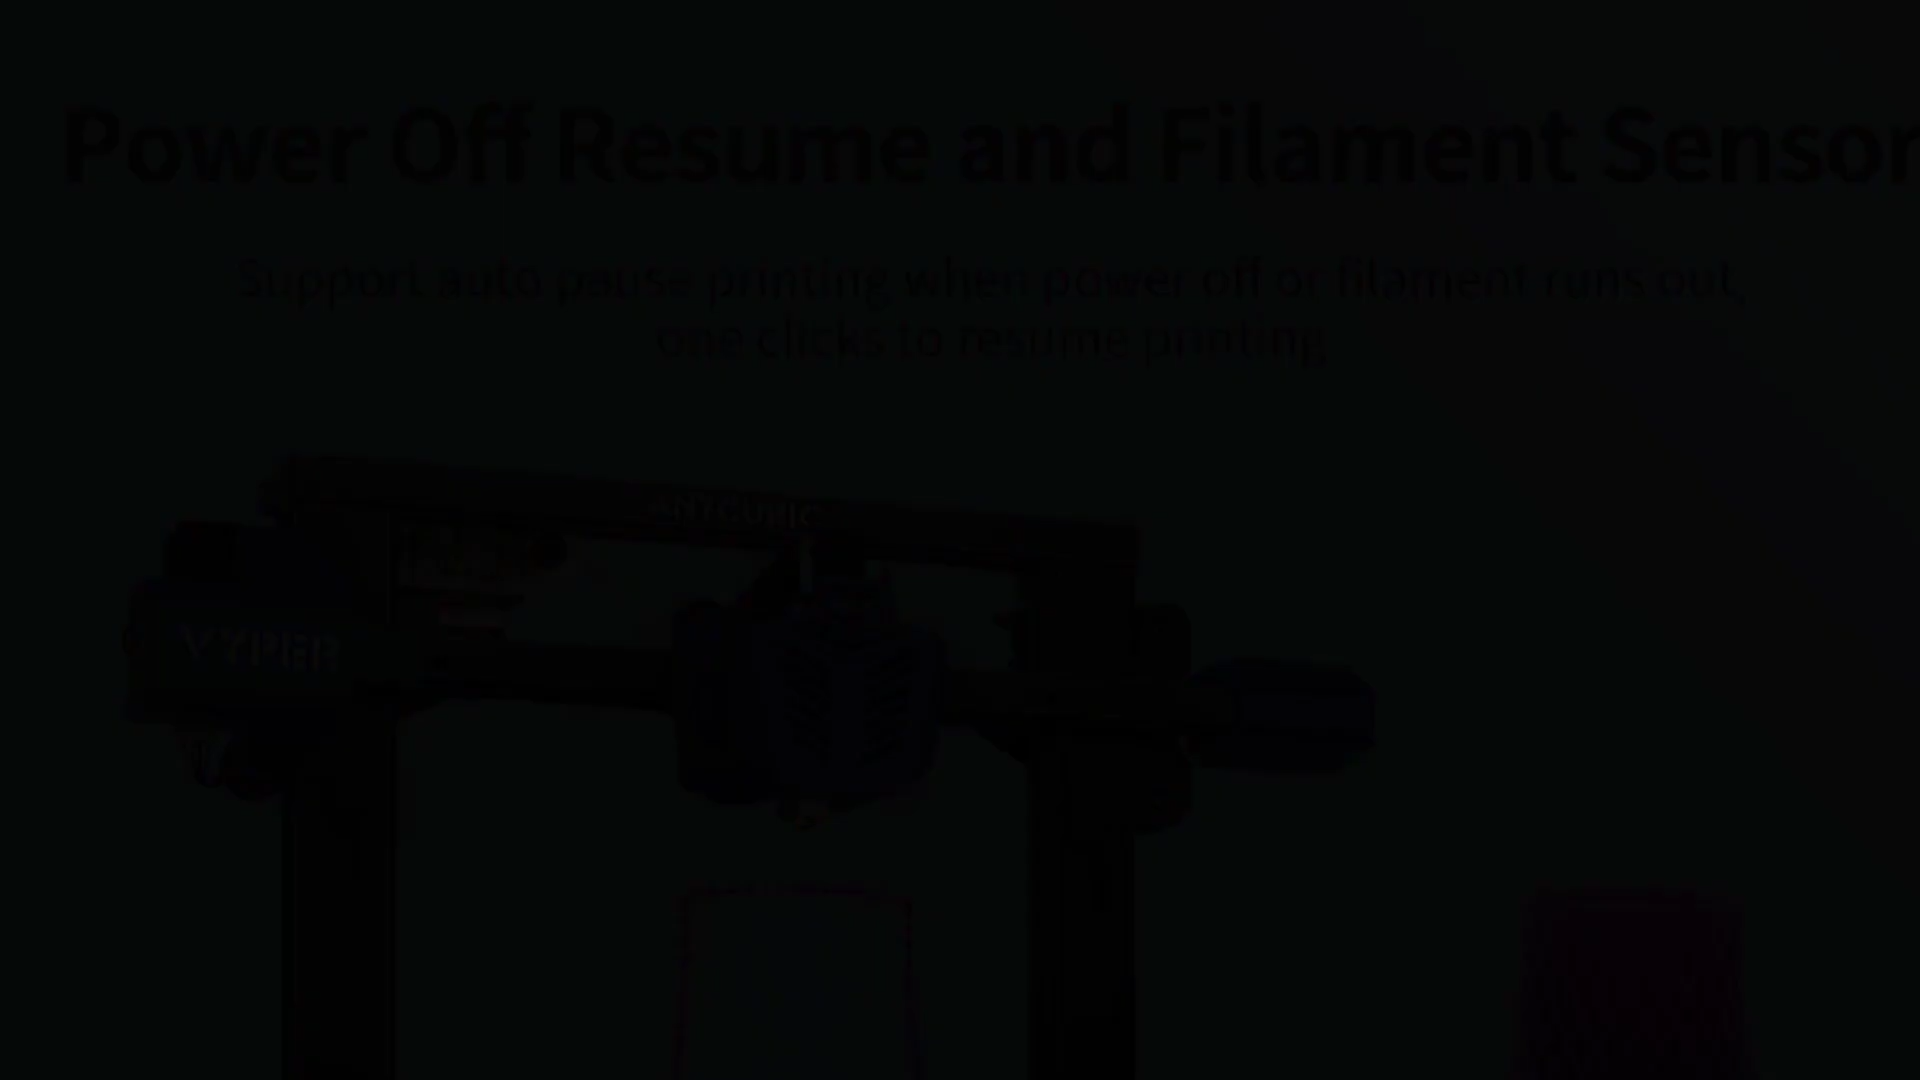 Power Off Resume and Filament Sensor
Support auto pause printing when power off or filament runs out,
one clicks to resume printing
ANYCUBIC
VYPER